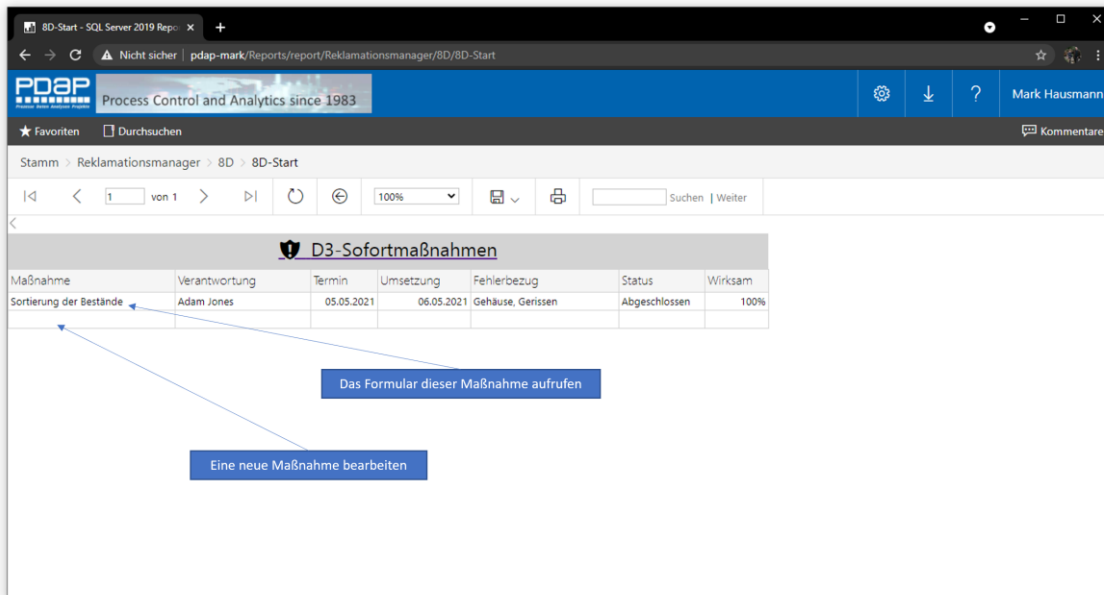 8D-Start - SQL Server 2019 Repo
Nicht sicher | pdap-mark/Reports/report/Reklamationsmanager/8D/8D-Start
PDAP
Process Control and Analytics since 1983
Mark Hausmann
Favoriten Durchsuchen Kommentare
Stamm > Reklamationsmanager > 8D > 8D-Start
1 von 1 100% Suchen | Weiter
D3-Sofortmaßnahmen
Maßnahme Verantwortung Termin Umsetzung Fehlerbezug Status Wirksam
Sortierung der Bestände Adam Jones 05.05.2021 06.05.2021 Gehäuse, Gerissen Abgeschlossen 100%
Das Formular dieser Maßnahme aufrufen
Eine neue Maßnahme bearbeiten